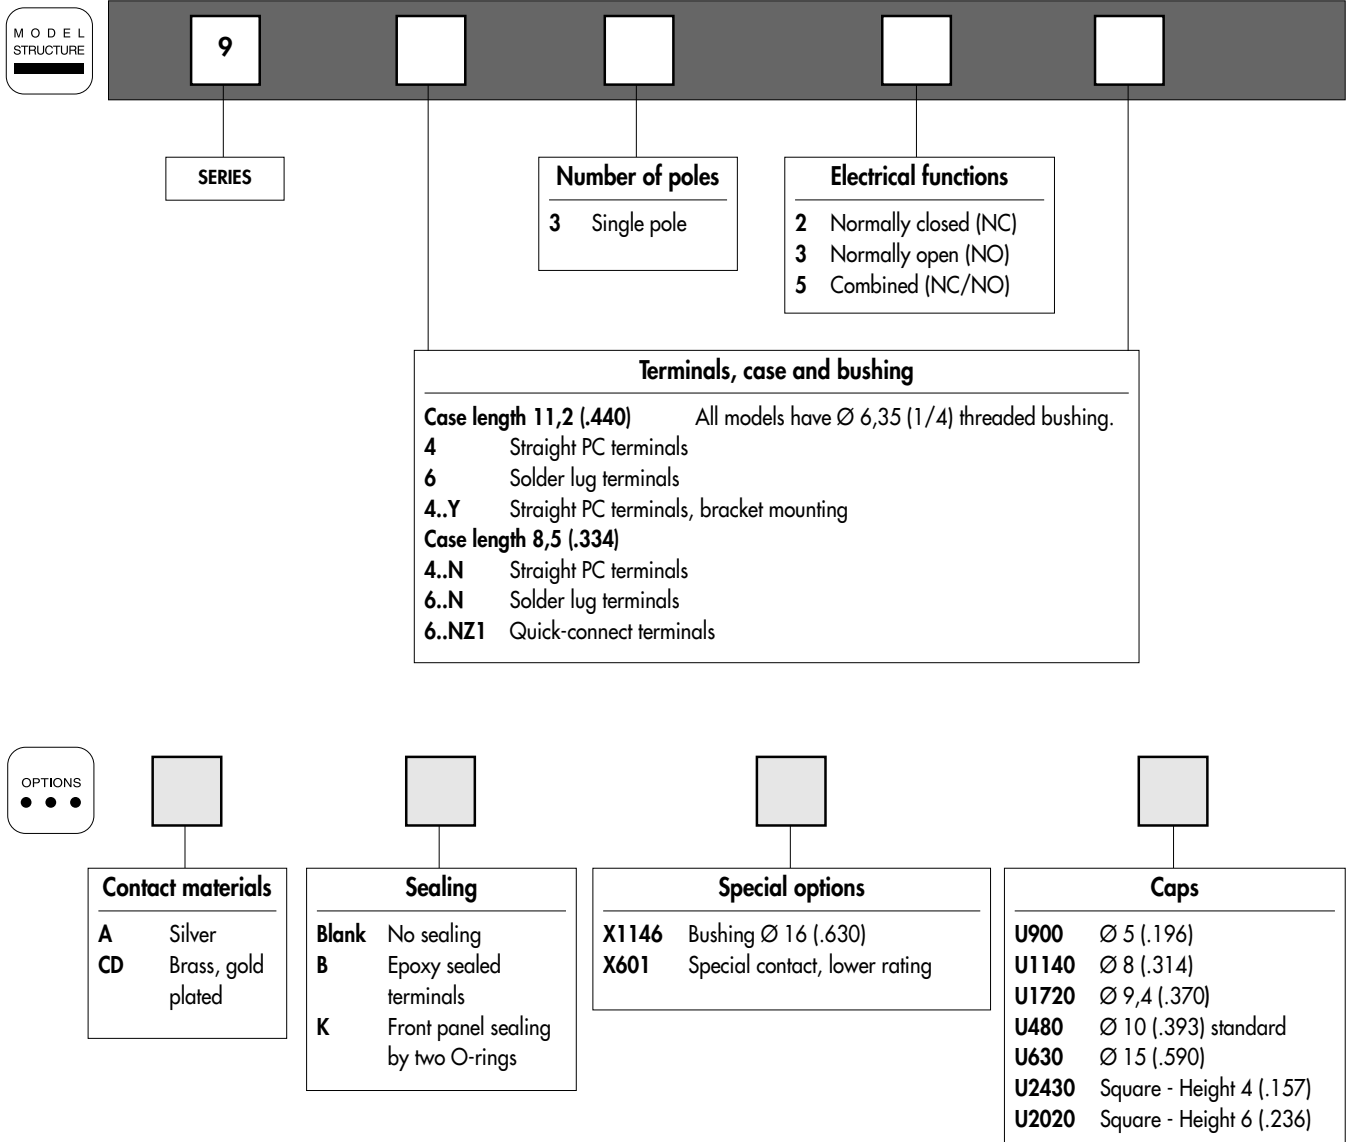 MODEL
STRUCTURE
9
SERIES
Number of poles
3 Single pole
Electrical functions
2 Normally closed (NC)
3 Normally open (NO)
5 Combined (NC/NO)
Terminals, case and bushing
Case length 11,2 (.440) All models have Ø 6,35 (1/4) threaded bushing.
4 Straight PC terminals
6 Solder lug terminals
4..Y Straight PC terminals, bracket mounting
Case length 8,5 (.334)
4..N Straight PC terminals
6..N Solder lug terminals
6..NZ1 Quick-connect terminals
OPTIONS
Contact materials
A Silver
CD Brass, gold
plated
Sealing
Blank No sealing
B Epoxy sealed
terminals
K Front panel sealing
by two O-rings
Special options
X1146 Bushing Ø 16 (.630)
X601 Special contact, lower rating
Caps
U900 Ø 5 (.196)
U1140 Ø 8 (.314)
U1720 Ø 9,4 (.370)
U480 Ø 10 (.393) standard
U630 Ø 15 (.590)
U2430 Square - Height 4 (.157)
U2020 Square - Height 6 (.236)